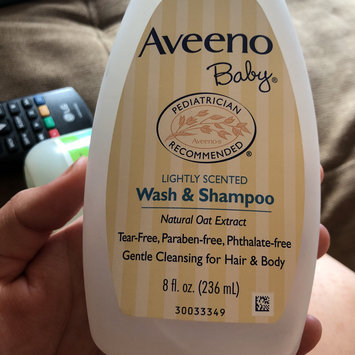 Aveeno
Baby®
PEDIATRICIAN
Aveeno®
RECOMMENDED®
LIGHTLY SCENTED
Wash & Shampoo
Natural Oat Extract
Tear-Free, Paraben-free, Phthalate-free
Gentle Cleansing for Hair & Body
8 fl. oz. (236 mL)
30033349